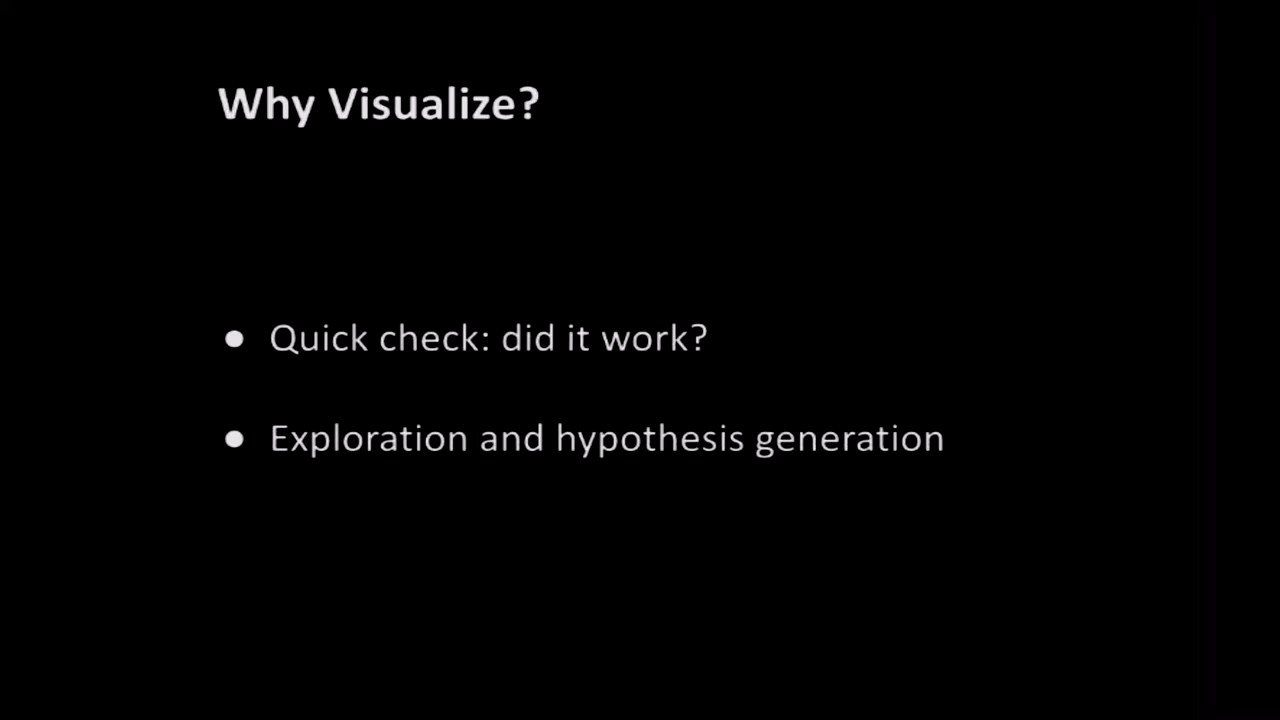 Why Visualize?
● Quick check: did it work?
● Exploration and hypothesis generation